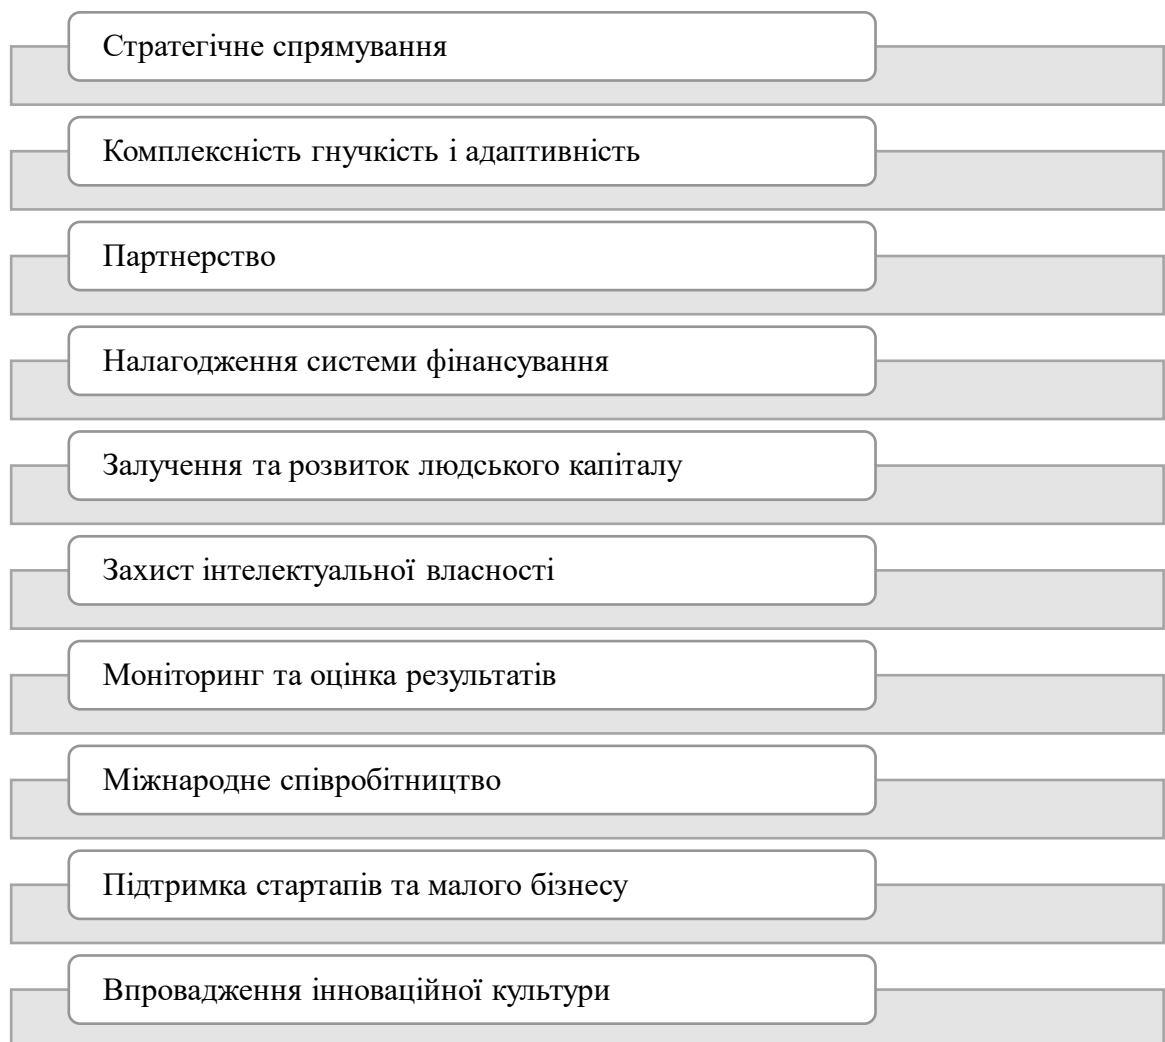 Стратегічне спрямування
Комплексність гнучкість і адаптивність
Партнерство
Налагодження системи фінансування
Залучення та розвиток людського капіталу
Захист інтелектуальної власності
Моніторинг та оцінка результатів
Міжнародне співробітництво
Підтримка стартапів та малого бізнесу
Впровадження інноваційної культури